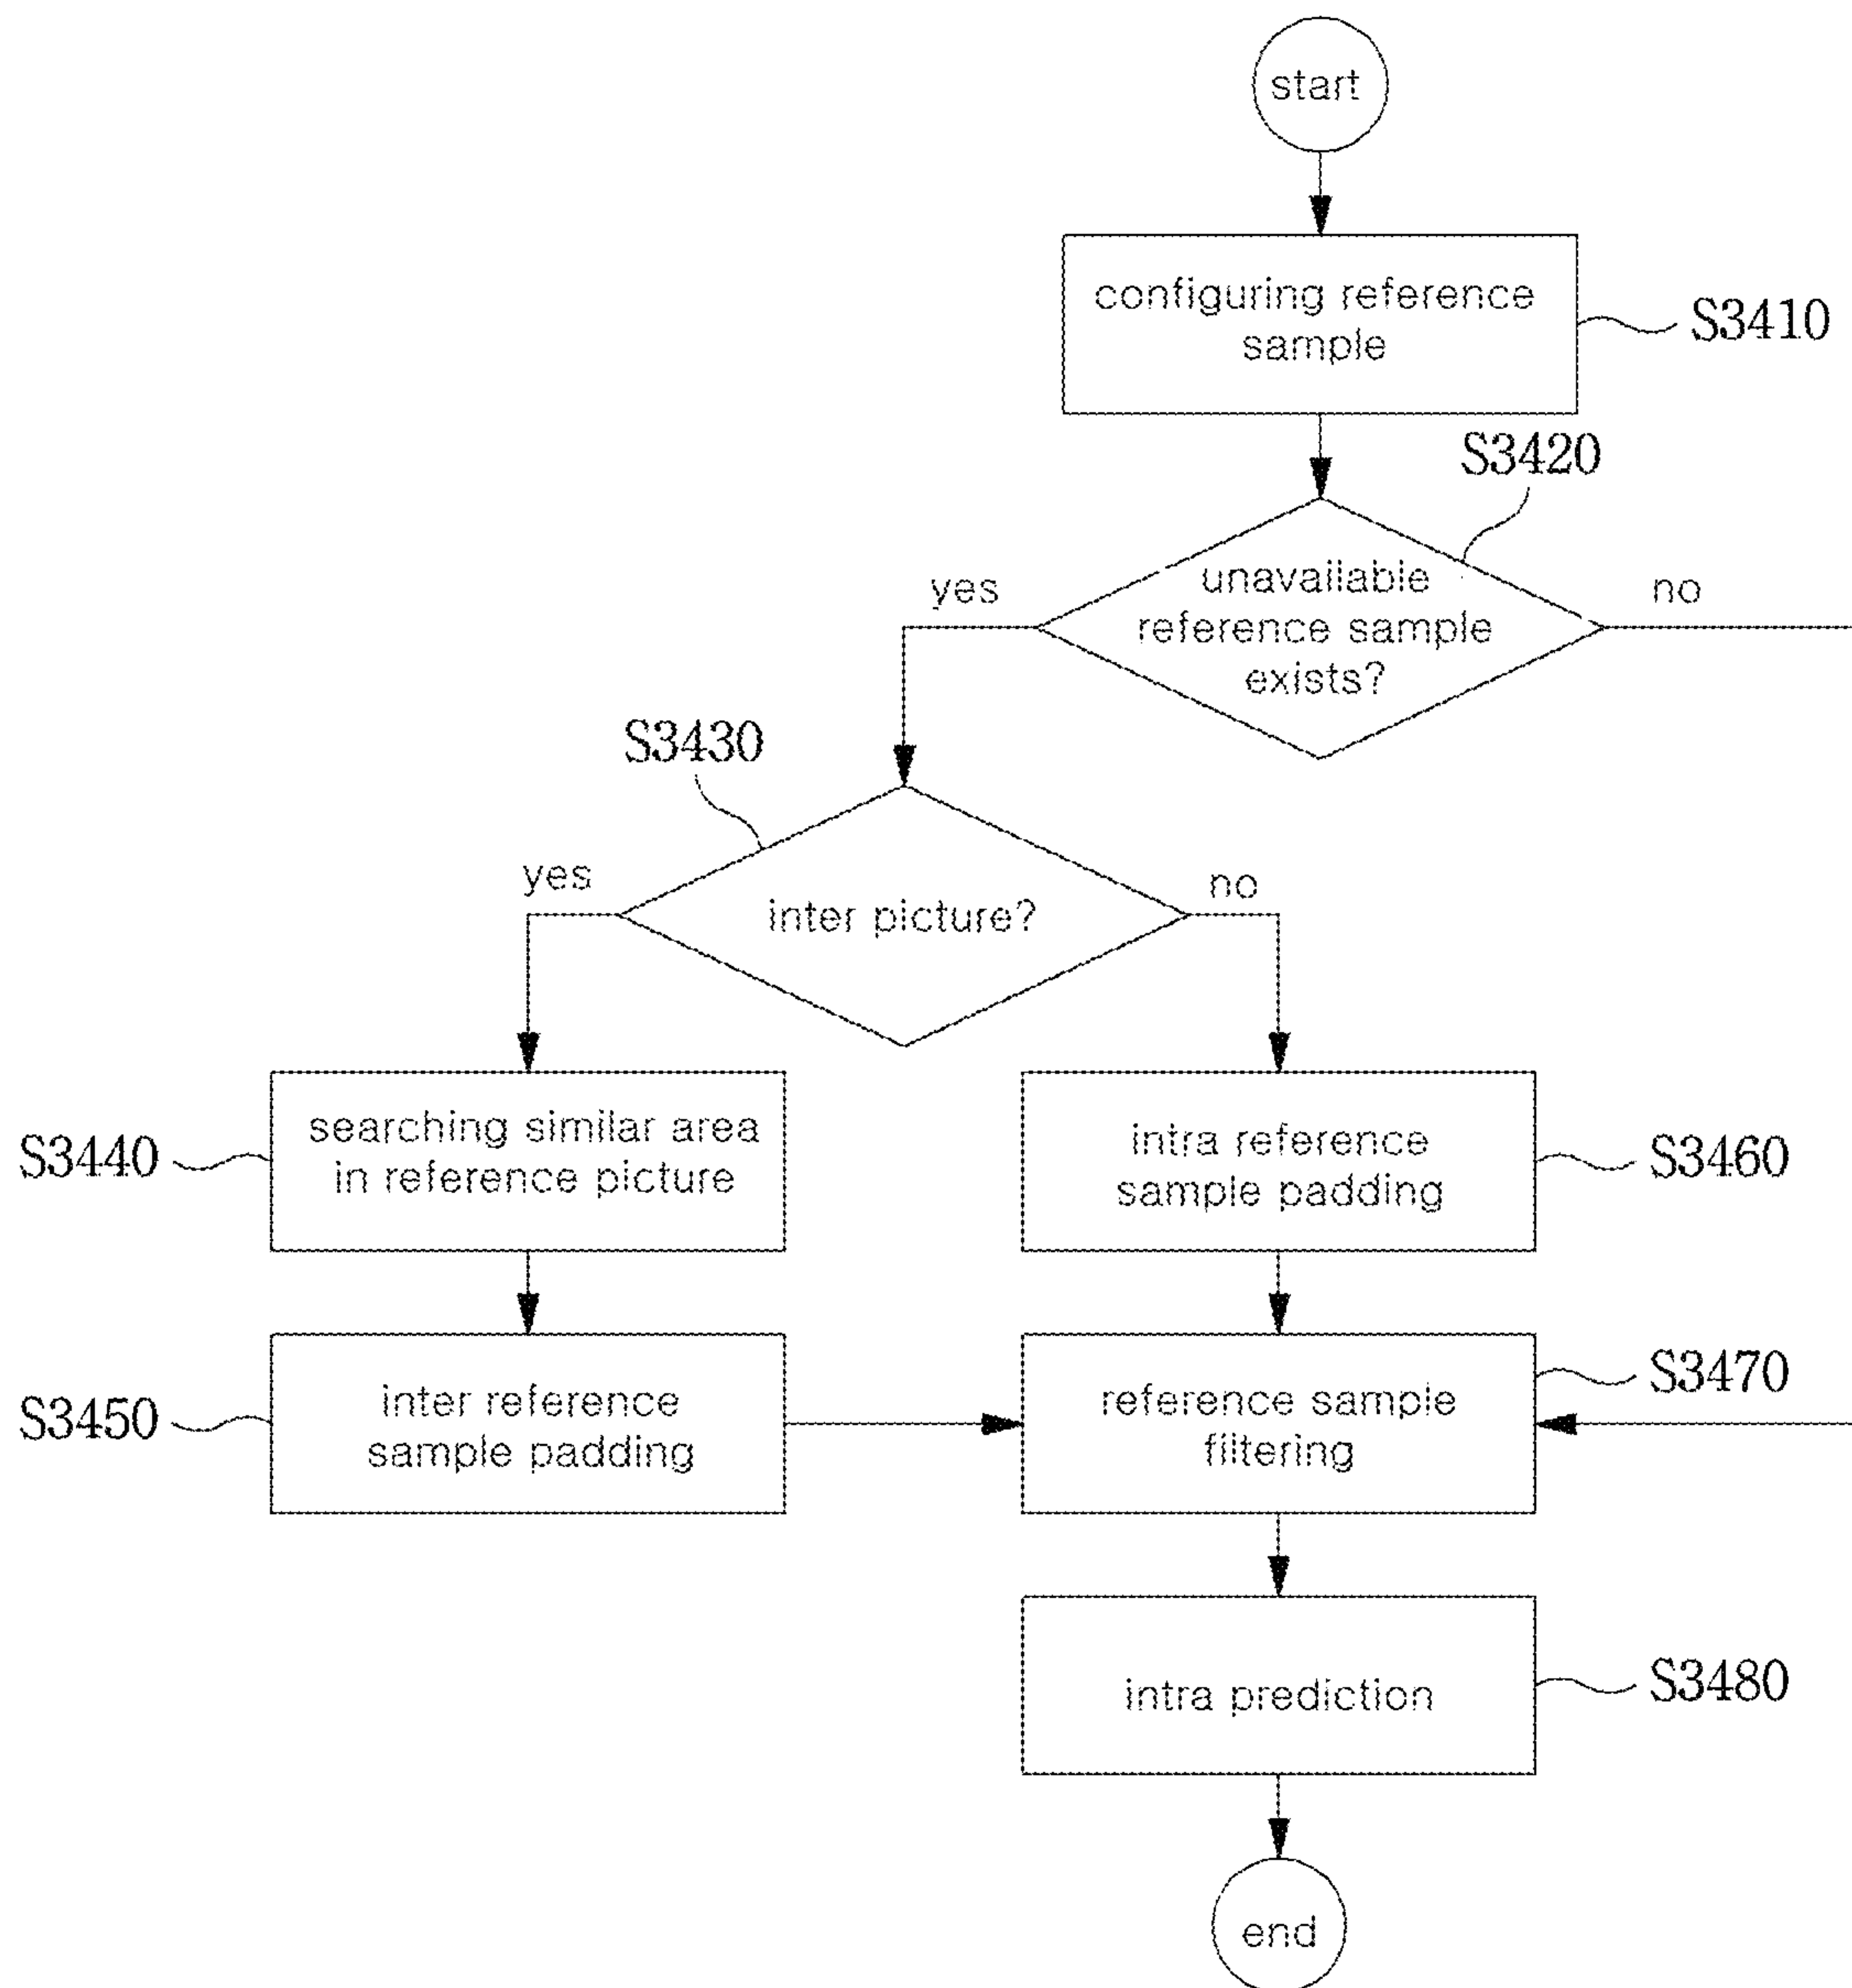 start
configuring reference
sample
S3410
S3420
yes
unavailable
reference sample
exists?
no
S3430
yes
inter picture?
no
S3440
searching similar area
in reference picture
intra reference
sample padding
S3460
S3450
inter reference
sample padding
reference sample
filtering
S3470
intra prediction
S3480
end